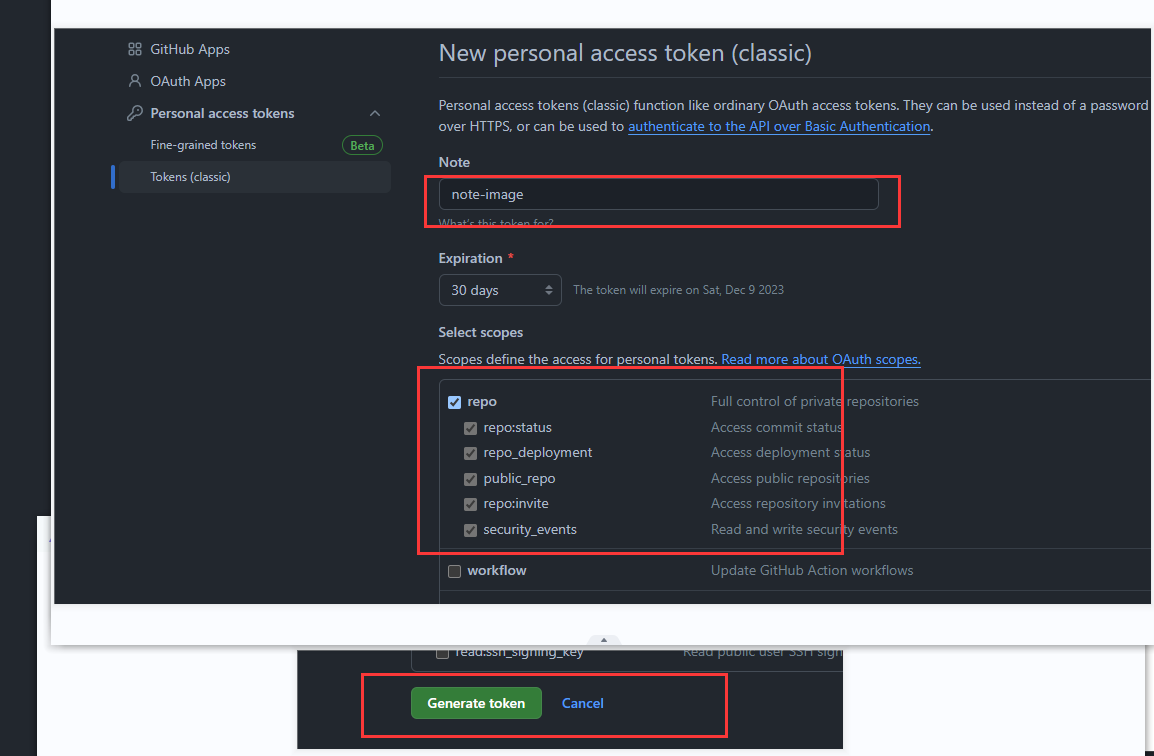 GitHub Apps
OAuth Apps
Personal access tokens
Fine-grained tokens
Beta
Tokens (classic)
New personal access token (classic)
Personal access tokens (classic) function like ordinary OAuth access tokens. They can be used instead of a password
over HTTPS, or can be used to authenticate to the API over Basic Authentication.
Note
note-image
What's this token for?
Expiration *
30 days
The token will expire on Sat, Dec 9 2023
Select scopes
Scopes define the access for personal tokens. Read more about OAuth scopes.
repo Full control of private repositories
repo:status Access commit status
repo_deployment Access deployment status
public_repo Access public repositories
repo:invite Access repository invitations
security_events Read and write security events
workflow Update GitHub Action workflows
read:ssh_signing_key Read public user SSH sign
Generate token Cancel